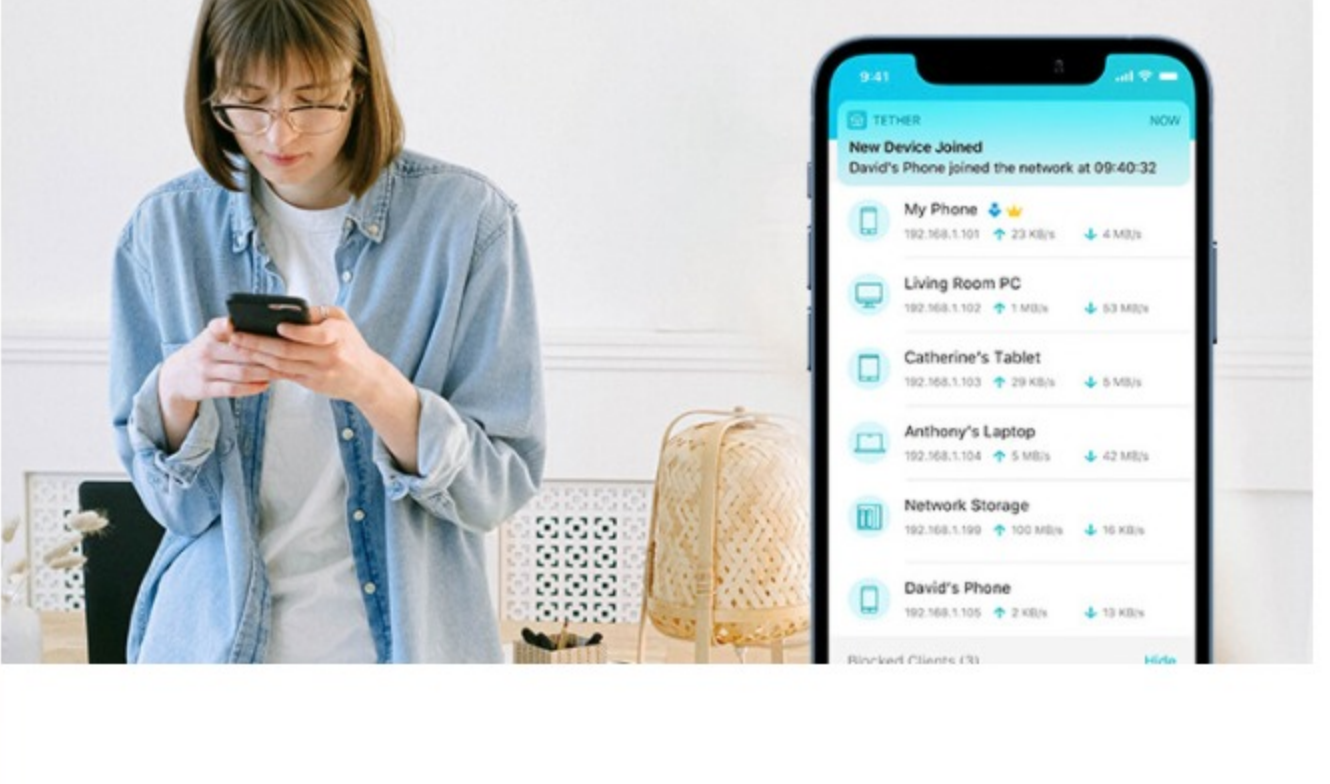 9:41
TETHER NOW
New Device Joined
David's Phone joined the network at 09:40:32
My Phone
192.168.1.101 23 KB/s 4 MB/s
Living Room PC
192.168.1.102 1 MB/s 53 MB/s
Catherine's Tablet
192.168.1.103 29 KB/s 5 MB/s
Anthony's Laptop
192.168.1.104 5 MB/s 42 MB/s
Network Storage
192.168.1.199 100 MB/s 16 KB/s
David's Phone
192.168.1.105 2 KB/s 13 KB/s
Blocked Clients (3) Hide